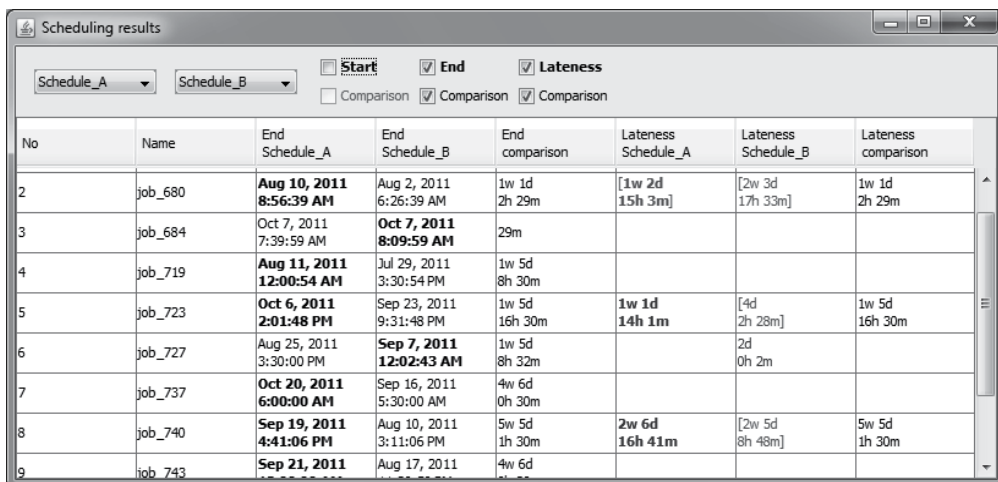 Scheduling results
Schedule_A Schedule_B
Start End Lateness
Comparison Comparison Comparison
No Name End Schedule_A End Schedule_B End comparison Lateness Schedule_A Lateness Schedule_B Lateness comparison
2 job_680 Aug 10, 2011 8:56:39 AM Aug 2, 2011 6:26:39 AM 1w 1d 2h 29m [1w 2d 15h 3m] [2w 3d 17h 33m] 1w 1d 2h 29m
3 job_684 Oct 7, 2011 7:39:59 AM Oct 7, 2011 8:09:59 AM 29m
4 job_719 Aug 11, 2011 12:00:54 AM Jul 29, 2011 3:30:54 PM 1w 5d 8h 30m
5 job_723 Oct 6, 2011 2:01:48 PM Sep 23, 2011 9:31:48 PM 1w 5d 16h 30m 1w 1d 14h 1m [4d 2h 28m] 1w 5d 16h 30m
6 job_727 Aug 25, 2011 3:30:00 PM Sep 7, 2011 12:02:43 AM 1w 5d 8h 32m 2d 0h 2m
7 job_737 Oct 20, 2011 6:00:00 AM Sep 16, 2011 5:30:00 AM 4w 6d 0h 30m
8 job_740 Sep 19, 2011 4:41:06 PM Aug 10, 2011 3:11:06 PM 5w 5d 1h 30m 2w 6d 16h 41m [2w 5d 8h 48m] 5w 5d 1h 30m
9 job_743 Sep 21, 2011 Aug 17, 2011 4w 6d